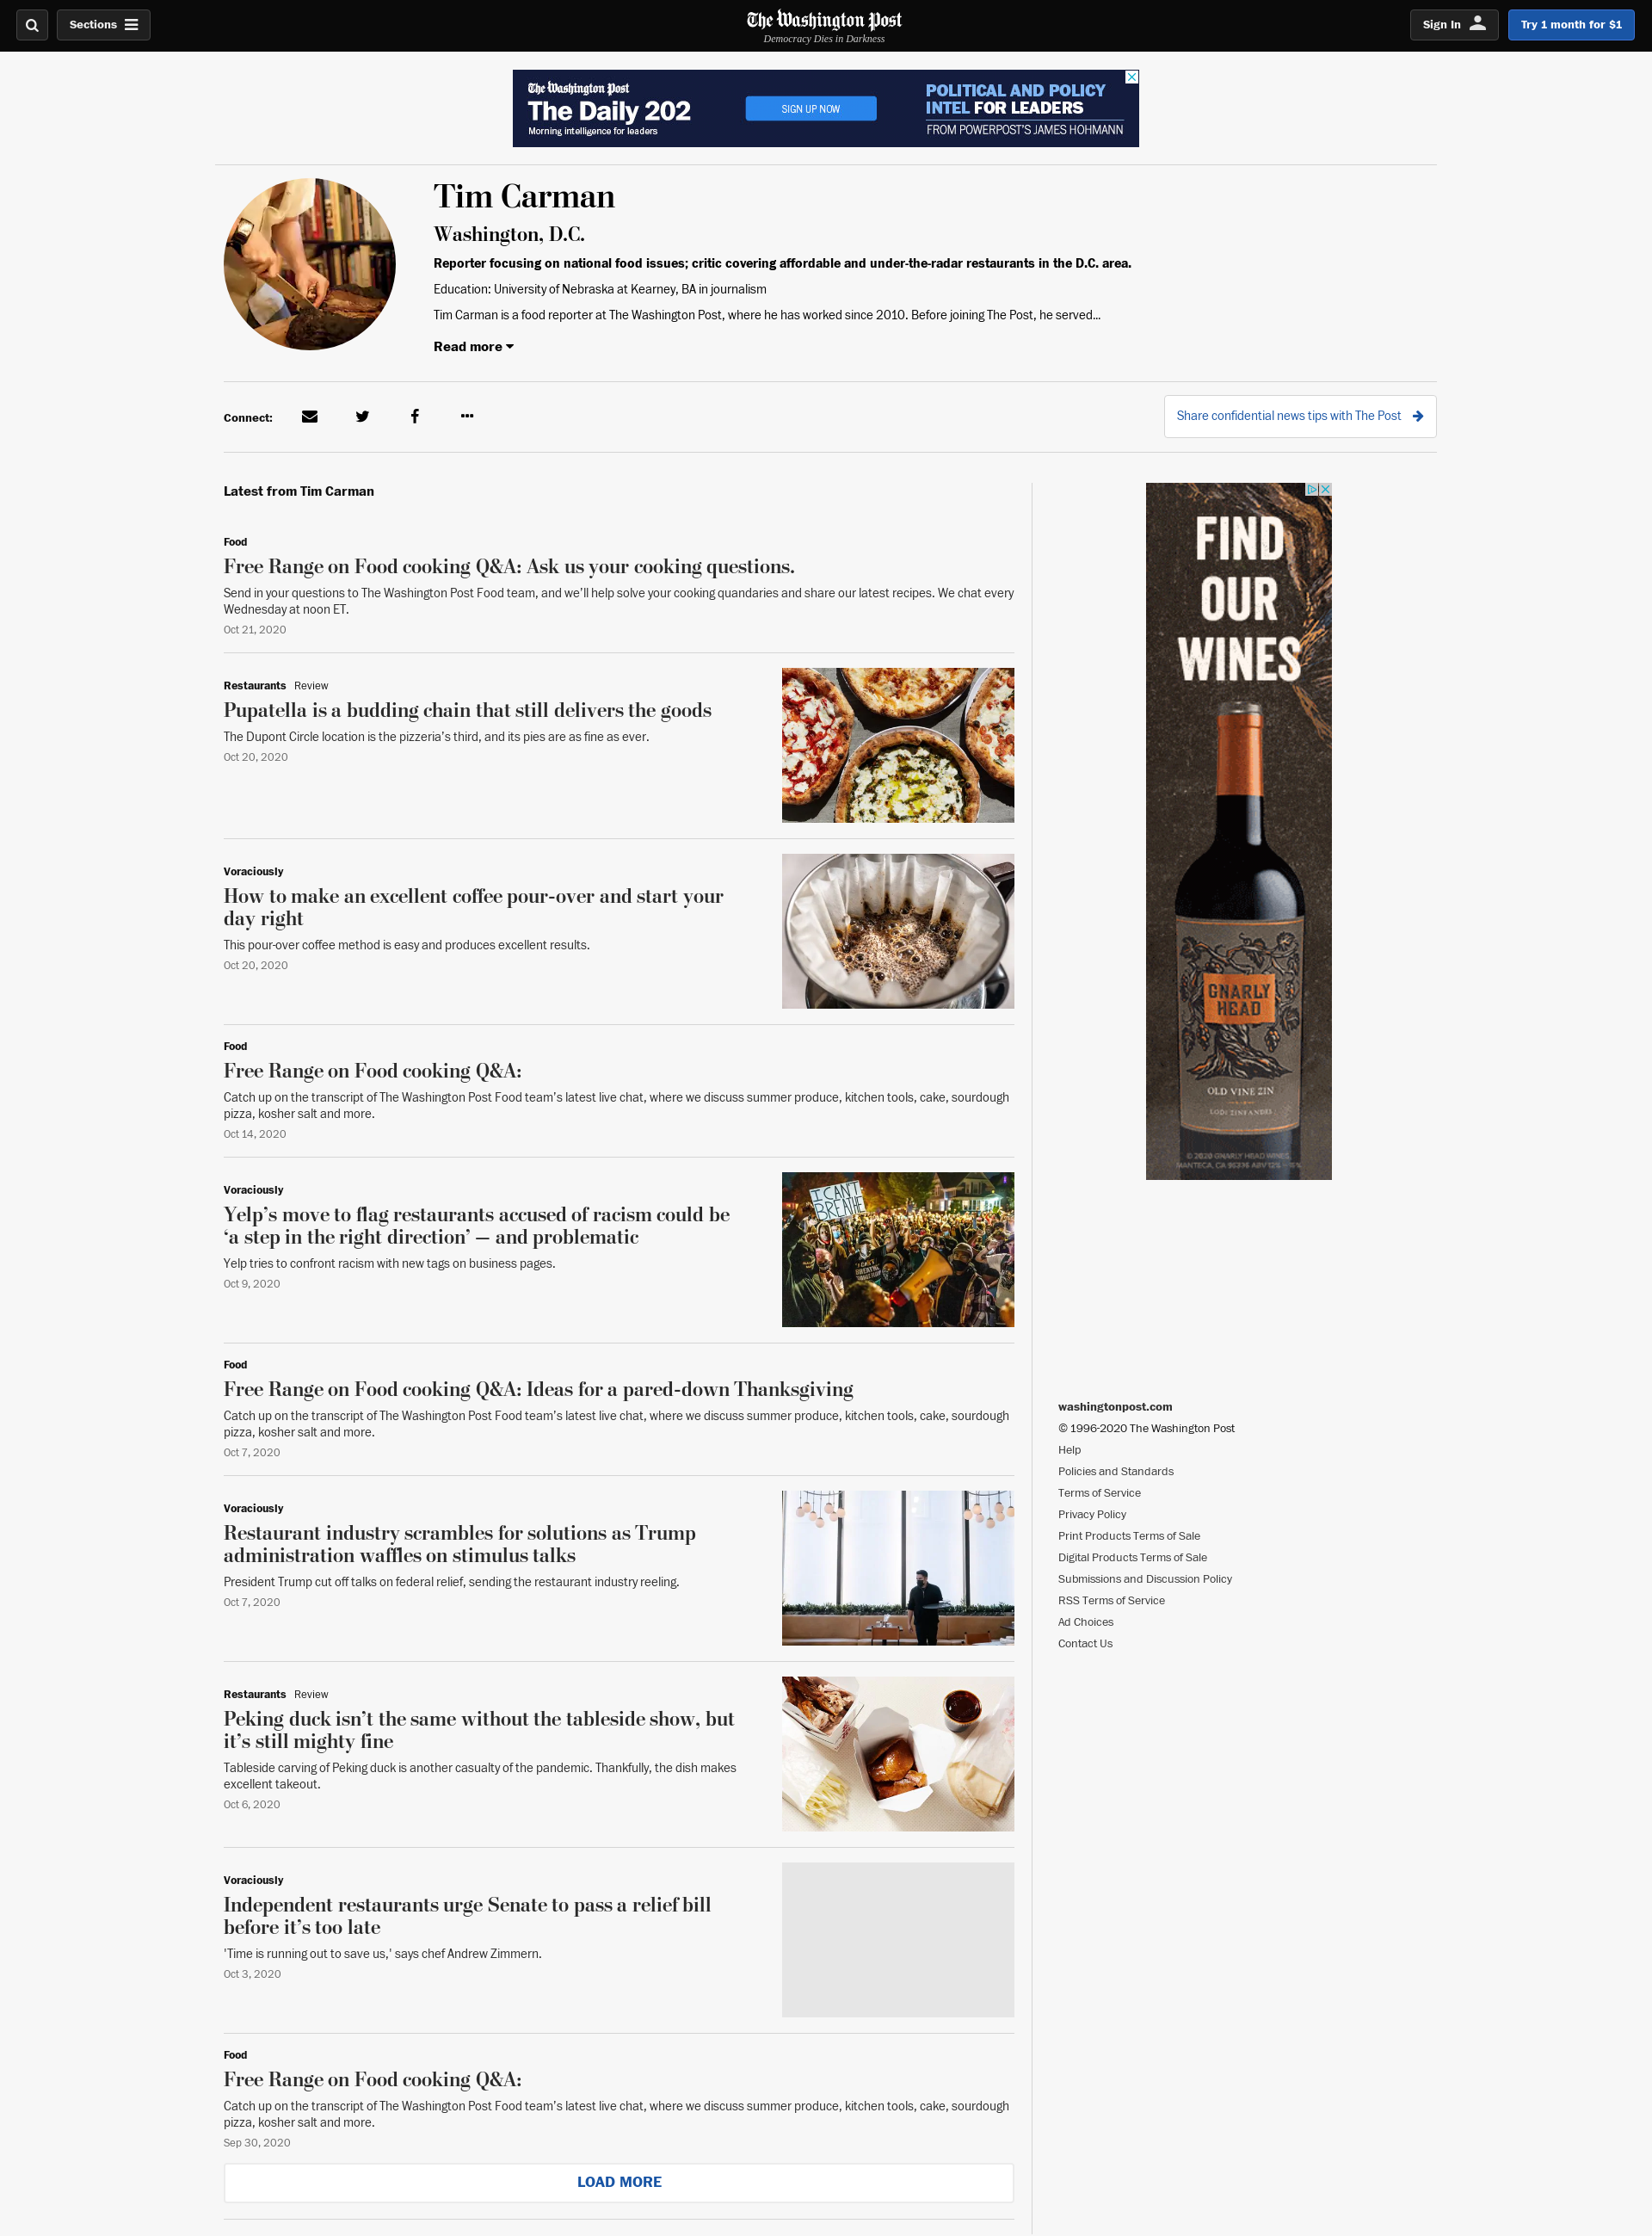 Sections
The Washington Post
Democracy Dies in Darkness
Sign In
Try 1 month for $1
The Washington Post
The Daily 202
Morning intelligence for leaders
SIGN UP NOW
POLITICAL AND POLICY
INTEL FOR LEADERS
FROM POWERPOST'S JAMES HOHMANN
Tim Carman
Washington, D.C.
Reporter focusing on national food issues; critic covering affordable and under-the-radar restaurants in the D.C. area.
Education: University of Nebraska at Kearney, BA in journalism
Tim Carman is a food reporter at The Washington Post, where he has worked since 2010. Before joining The Post, he served...
Read more
Connect:
Share confidential news tips with The Post
Latest from Tim Carman
Food
Free Range on Food cooking Q&A: Ask us your cooking questions.
Send in your questions to The Washington Post Food team, and we’ll help solve your cooking quandaries and share our latest recipes. We chat every
Wednesday at noon ET.
Oct 21, 2020
Restaurants Review
Pupatella is a budding chain that still delivers the goods
The Dupont Circle location is the pizzeria’s third, and its pies are as fine as ever.
Oct 20, 2020
Voraciously
How to make an excellent coffee pour-over and start your
day right
This pour-over coffee method is easy and produces excellent results.
Oct 20, 2020
Food
Free Range on Food cooking Q&A:
Catch up on the transcript of The Washington Post Food team’s latest live chat, where we discuss summer produce, kitchen tools, cake, sourdough
pizza, kosher salt and more.
Oct 14, 2020
Voraciously
Yelp’s move to flag restaurants accused of racism could be
‘a step in the right direction’ — and problematic
Yelp tries to confront racism with new tags on business pages.
Oct 9, 2020
I CAN'T
BREATHE
Food
Free Range on Food cooking Q&A: Ideas for a pared-down Thanksgiving
Catch up on the transcript of The Washington Post Food team’s latest live chat, where we discuss summer produce, kitchen tools, cake, sourdough
pizza, kosher salt and more.
Oct 7, 2020
Voraciously
Restaurant industry scrambles for solutions as Trump
administration waffles on stimulus talks
President Trump cut off talks on federal relief, sending the restaurant industry reeling.
Oct 7, 2020
Restaurants Review
Peking duck isn’t the same without the tableside show, but
it’s still mighty fine
Tableside carving of Peking duck is another casualty of the pandemic. Thankfully, the dish makes
excellent takeout.
Oct 6, 2020
Voraciously
Independent restaurants urge Senate to pass a relief bill
before it’s too late
'Time is running out to save us,' says chef Andrew Zimmern.
Oct 3, 2020
Food
Free Range on Food cooking Q&A:
Catch up on the transcript of The Washington Post Food team’s latest live chat, where we discuss summer produce, kitchen tools, cake, sourdough
pizza, kosher salt and more.
Sep 30, 2020
LOAD MORE
FIND
OUR
WINES
GNARLY
HEAD
OLD VINE ZIN
LODI ZINFANDEL
© 2020 GNARLY HEAD WINES,
MANTECA, CA
washingtonpost.com
© 1996-2020 The Washington Post
Help
Policies and Standards
Terms of Service
Privacy Policy
Print Products Terms of Sale
Digital Products Terms of Sale
Submissions and Discussion Policy
RSS Terms of Service
Ad Choices
Contact Us